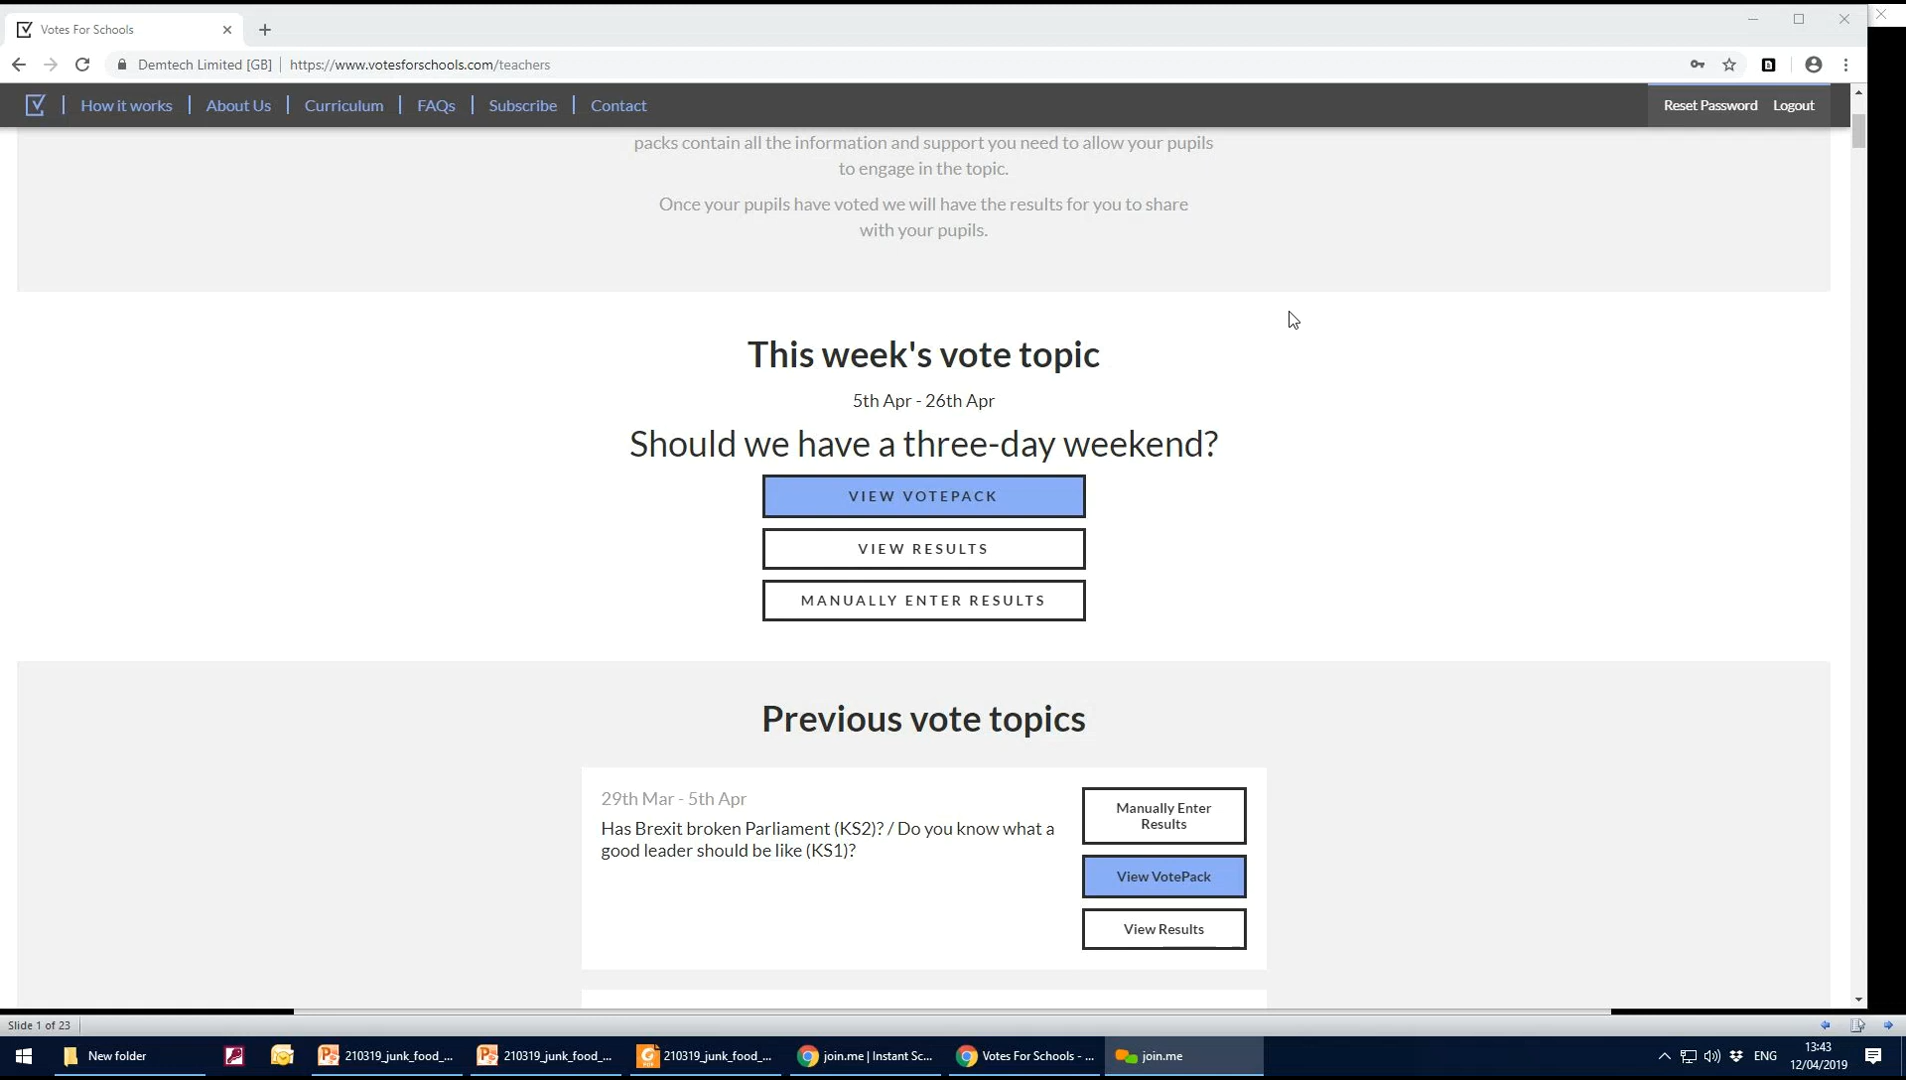 Votes For Schools
Demtech Limited [GB] | https://www.votesforschools.com/teachers
How it works | About Us | Curriculum | FAQs | Subscribe | Contact
Reset Password Logout
packs contain all the information and support you need to allow your pupils
to engage in the topic.
Once your pupils have voted we will have the results for you to share
with your pupils.
This week's vote topic
5th Apr - 26th Apr
Should we have a three-day weekend?
VIEW VOTEPACK
VIEW RESULTS
MANUALLY ENTER RESULTS
Previous vote topics
29th Mar - 5th Apr
Has Brexit broken Parliament (KS2)? / Do you know what a
good leader should be like (KS1)?
Manually Enter
Results
View VotePack
View Results
Slide 1 of 23
New folder
210319_junk_food_...
210319_junk_food_...
210319_junk_food_...
join.me | Instant Sc...
Votes For Schools - ...
join.me
ENG
13:43
12/04/2019